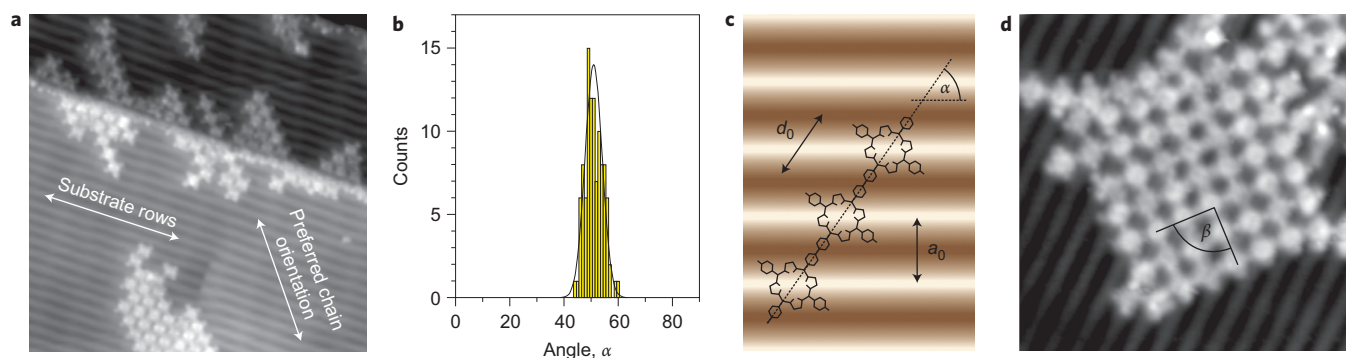 a
Substrate rows
Preferred chain
orientation
b
Counts
15
10
5
0
0 20 40 60 80
Angle, α
c
α
d₀
a₀
d
β